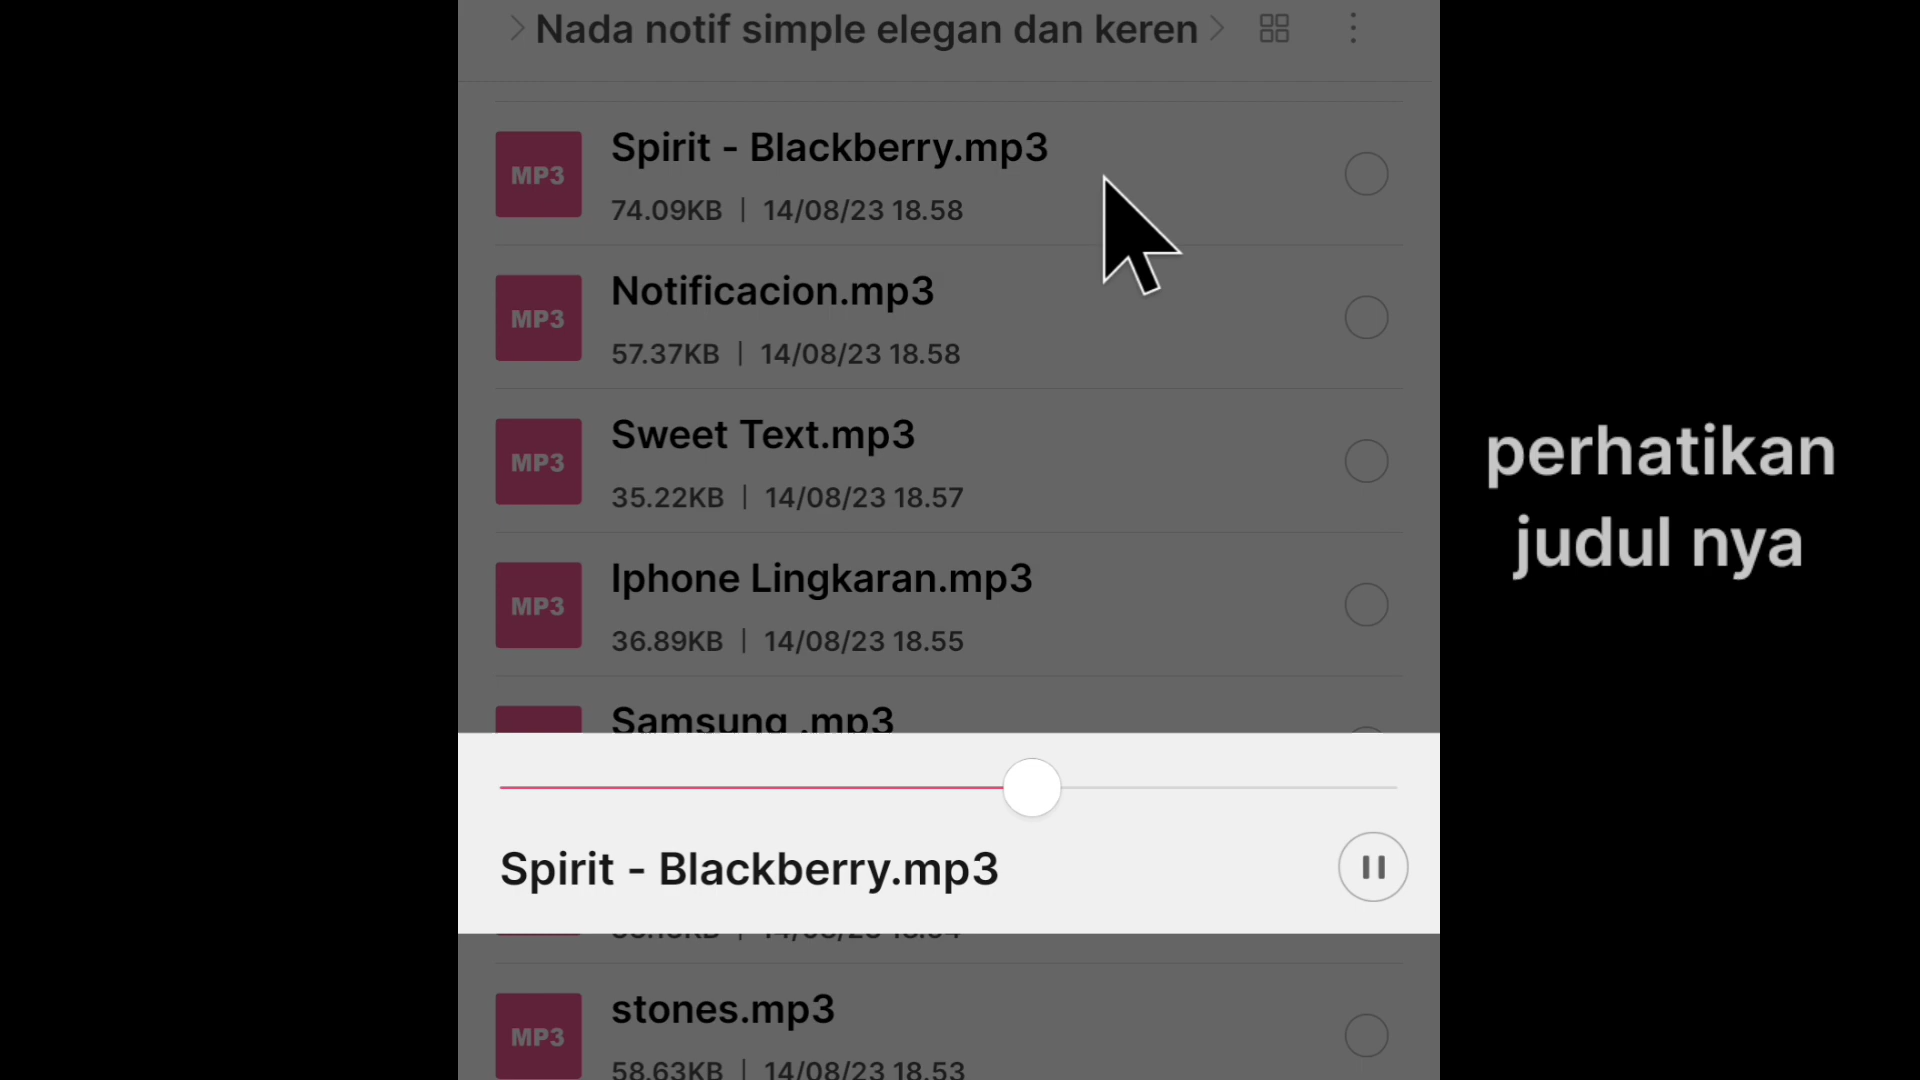 Nada notif simple elegan dan keren
MP3
Spirit - Blackberry.mp3
74.09KB | 14/08/23 18.58
MP3
Notificacion.mp3
57.37KB | 14/08/23 18.58
MP3
Sweet Text.mp3
35.22KB | 14/08/23 18.57
MP3
Iphone Lingkaran.mp3
36.89KB | 14/08/23 18.55
Samsung .mp3
Spirit - Blackberry.mp3
MP3
stones.mp3
58.63KB | 14/08/23 18.53
perhatikan
judul nya